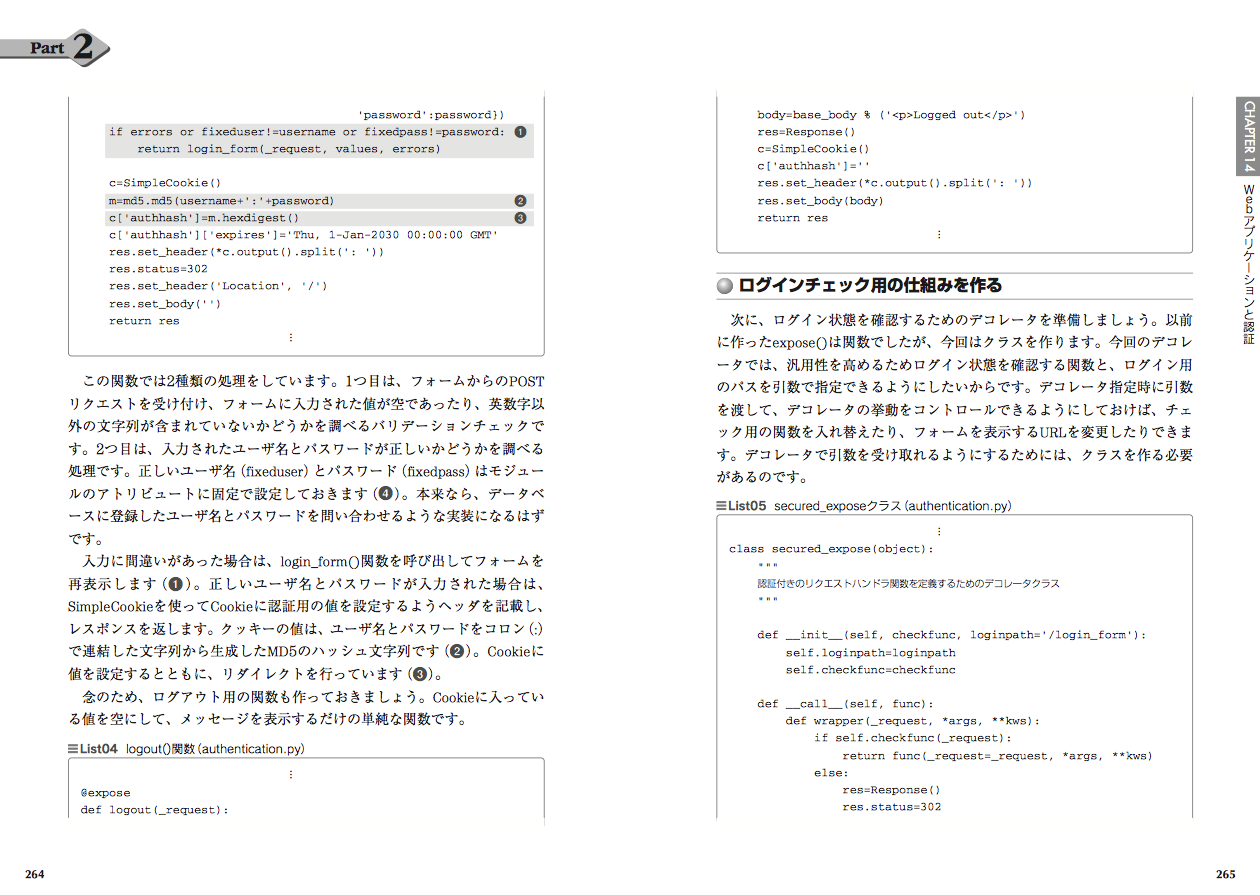 Part 2
'password':password})
if errors or fixeduser!=username or fixedpass!=password: ❶
    return login_form(_request, values, errors)
c=SimpleCookie()
m=md5.md5(username+':'+password) ❷
c['authhash']=m.hexdigest() ❸
c['authhash']['expires']='Thu, 1-Jan-2030 00:00:00 GMT'
res.set_header(*c.output().split(': '))
res.status=302
res.set_header('Location', '/')
res.set_body('')
return res
⋮
この関数では2種類の処理をしています。1つ目は、フォームからのPOST
リクエストを受け付け、フォームに入力された値が空であったり、英数字以
外の文字列が含まれていないかどうかを調べるバリデーションチェックで
す。2つ目は、入力されたユーザ名とパスワードが正しいかどうかを調べる
処理です。正しいユーザ名（fixeduser）とパスワード（fixedpass）はモジュー
ルのアトリビュートに固定で設定しておきます（❹）。本来なら、データベ
ースに登録したユーザ名とパスワードを問い合わせるような実装になるはず
です。
入力に間違いがあった場合は、login_form()関数を呼び出してフォームを
再表示します（❶）。正しいユーザ名とパスワードが入力された場合は、
SimpleCookieを使ってCookieに認証用の値を設定するようヘッダを記載し、
レスポンスを返します。クッキーの値は、ユーザ名とパスワードをコロン（:）
で連結した文字列から生成したMD5のハッシュ文字列です（❷）。Cookieに
値を設定するとともに、リダイレクトを行っています（❸）。
念のため、ログアウト用の関数も作っておきましょう。Cookieに入ってい
る値を空にして、メッセージを表示するだけの単純な関数です。
List04 logout()関数（authentication.py）
⋮
@expose
def logout(_request):
264
body=base_body % ('<p>Logged out</p>')
res=Response()
c=SimpleCookie()
c['authhash']=''
res.set_header(*c.output().split(': '))
res.set_body(body)
return res
⋮
ログインチェック用の仕組みを作る
次に、ログイン状態を確認するためのデコレータを準備しましょう。以前
に作ったexpose()は関数でしたが、今回はクラスを作ります。今回のデコレ
ータでは、汎用性を高めるためログイン状態を確認する関数と、ログイン用
のパスを引数で指定できるようにしたいからです。デコレータ指定時に引数
を渡して、デコレータの挙動をコントロールできるようにしておけば、チェ
ック用の関数を入れ替えたり、フォームを表示するURLを変更したりできま
す。デコレータで引数を受け取れるようにするためには、クラスを作る必要
があるのです。
List05 secured_exposeクラス（authentication.py）
⋮
class secured_expose(object):
    """
    認証付きのリクエストハンドラ関数を定義するためのデコレータクラス
    """
    def __init__(self, checkfunc, loginpath='/login_form'):
        self.loginpath=loginpath
        self.checkfunc=checkfunc
    def __call__(self, func):
        def wrapper(_request, *args, **kws):
            if self.checkfunc(_request):
                return func(_request=_request, *args, **kws)
            else:
                res=Response()
                res.status=302
265
CHAPTER 14
Webアプリケーションと認証